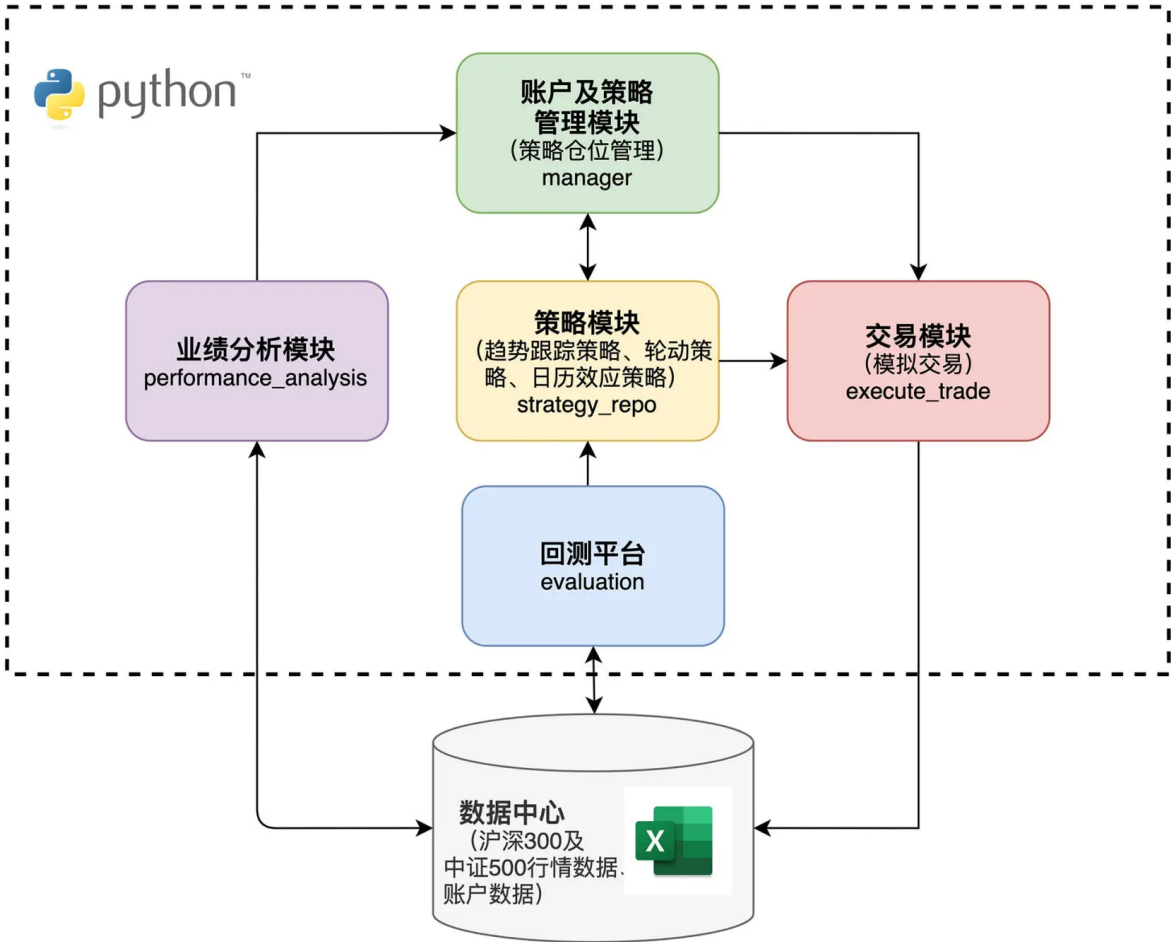 python™
账户及策略
管理模块
（策略仓位管理）
manager
业绩分析模块
performance_analysis
策略模块
（趋势跟踪策略、轮动策
略、日历效应策略）
strategy_repo
交易模块
（模拟交易）
execute_trade
回测平台
evaluation
数据中心
（沪深300及
中证500行情数据、
账户数据）
X